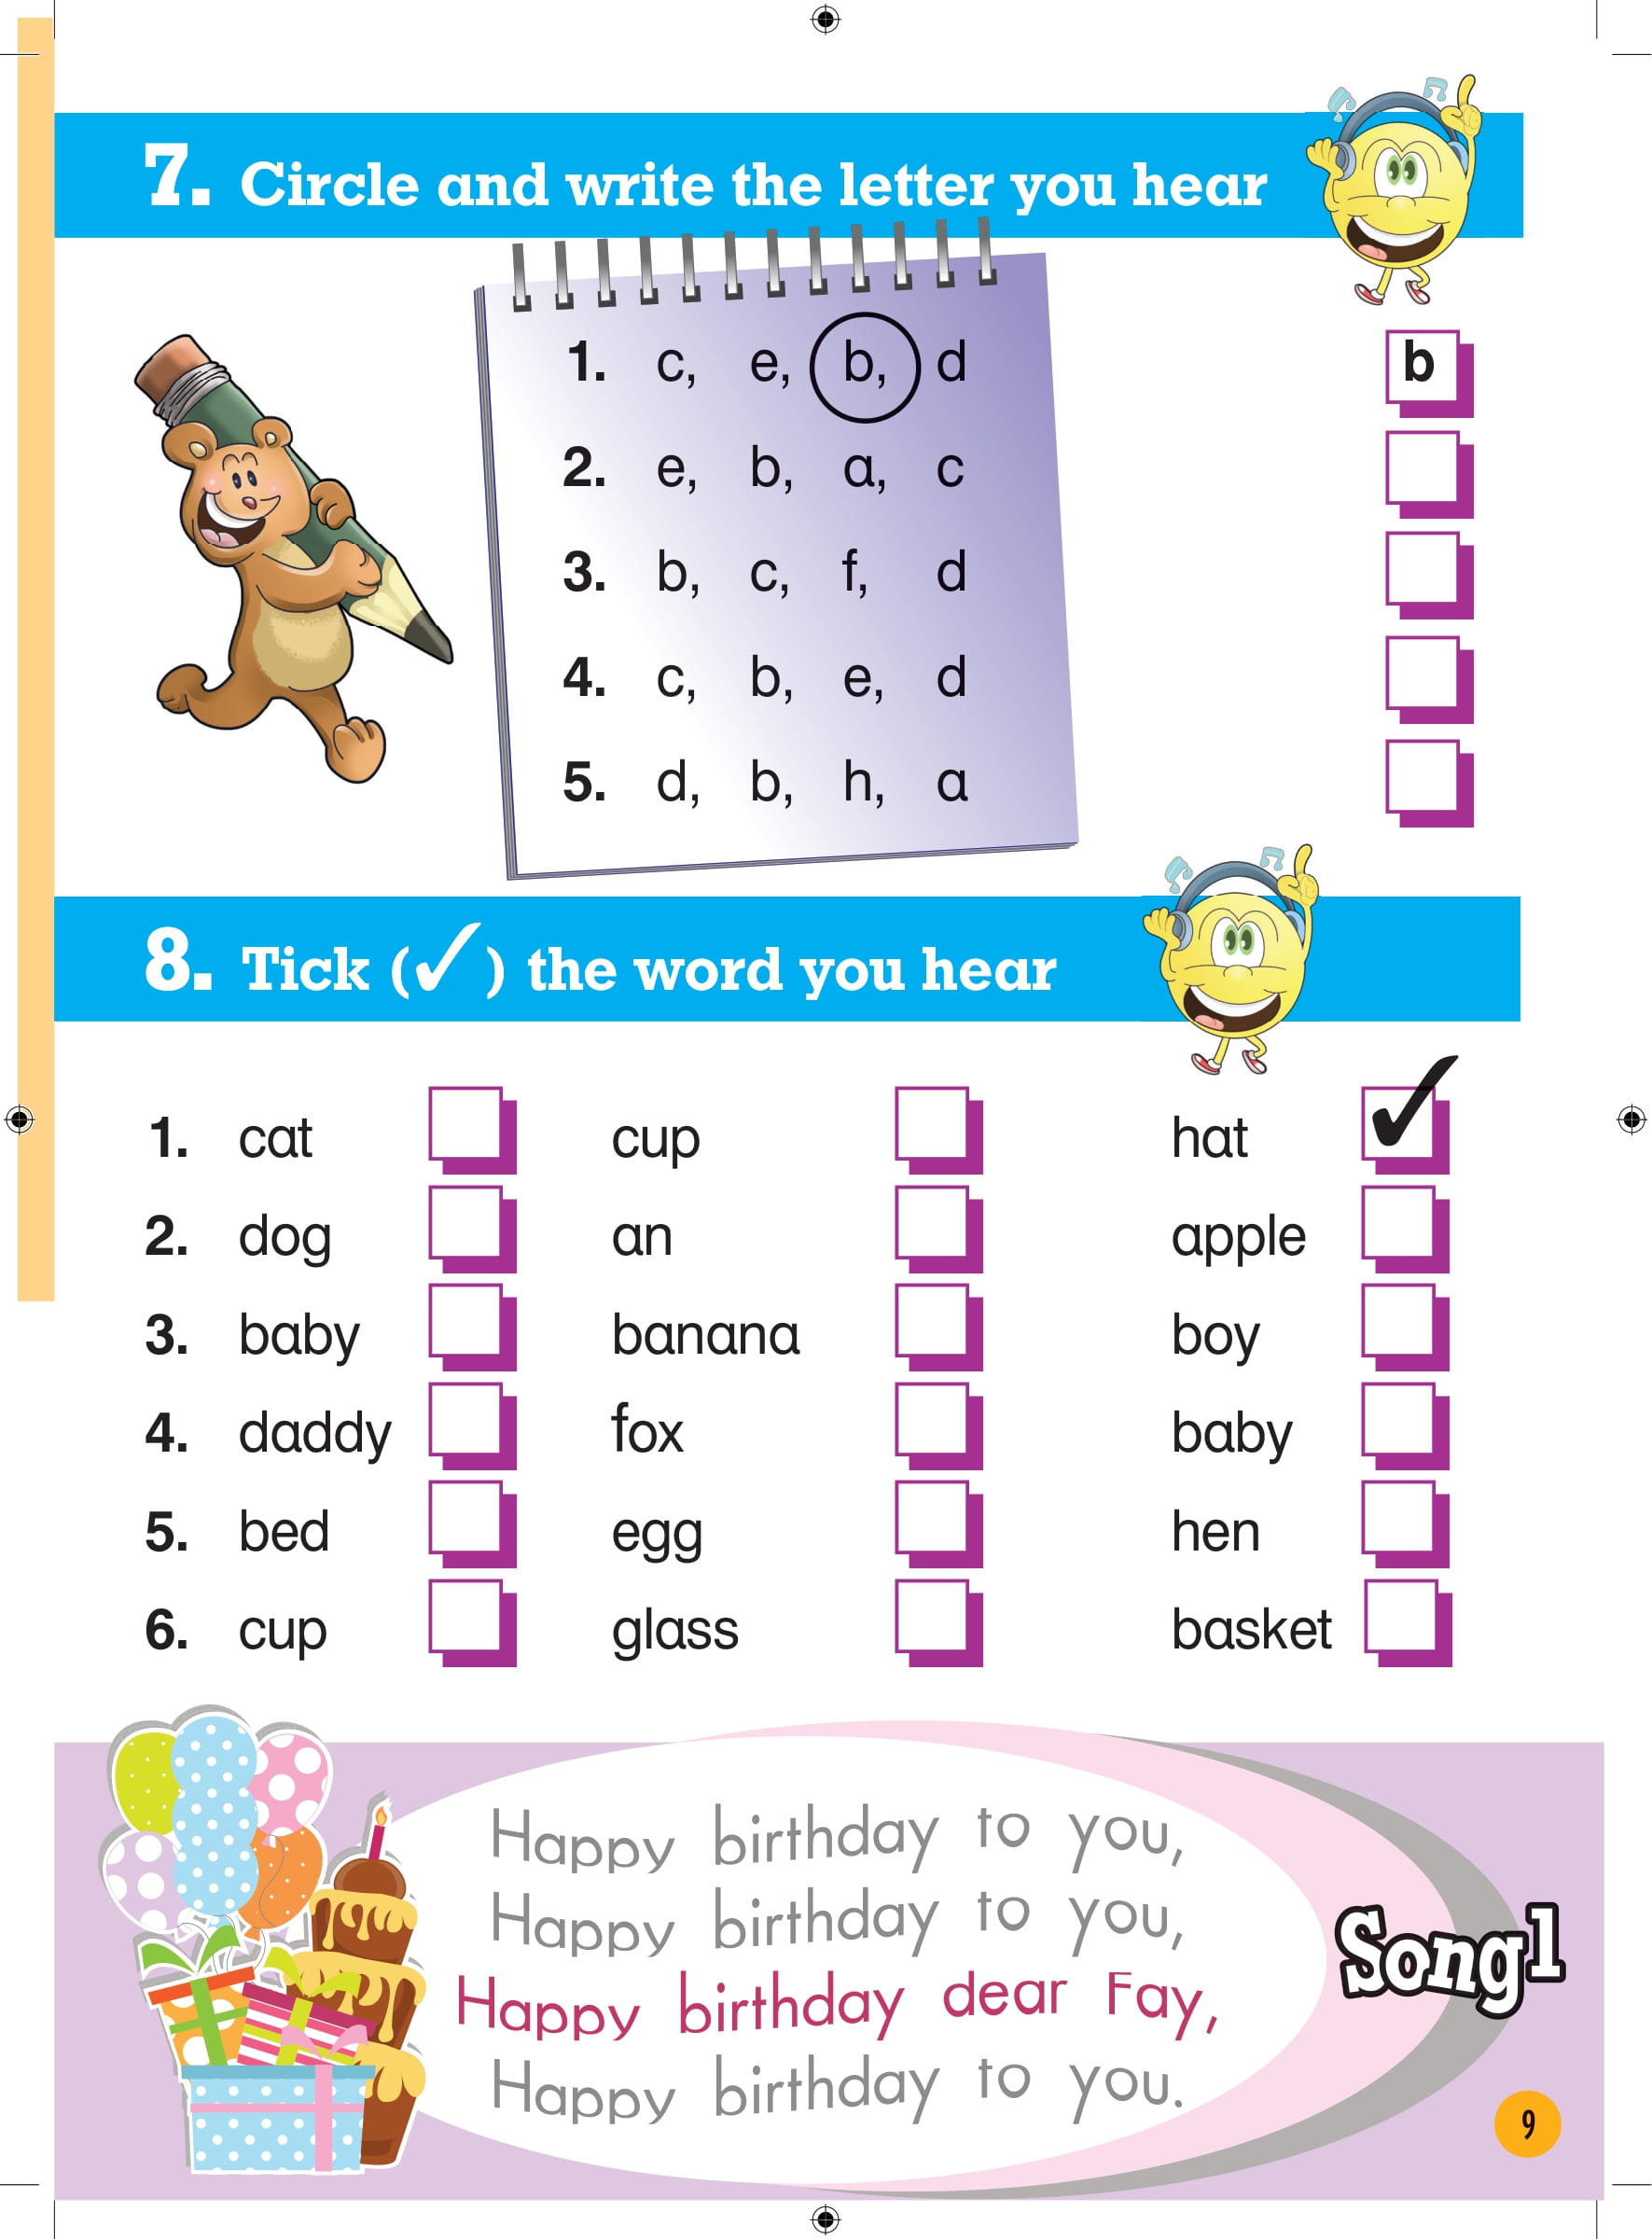 7. Circle and write the letter you hear
1. c, e, b, d b
2. e, b, a, c
3. b, c, f, d
4. c, b, e, d
5. d, b, h, a
8. Tick (✓) the word you hear
1. cat cup hat ✓
2. dog an apple
3. baby banana boy
4. daddy fox baby
5. bed egg hen
6. cup glass basket
Happy birthday to you,
Happy birthday to you,
Happy birthday dear Fay,
Happy birthday to you.
Song 1
9